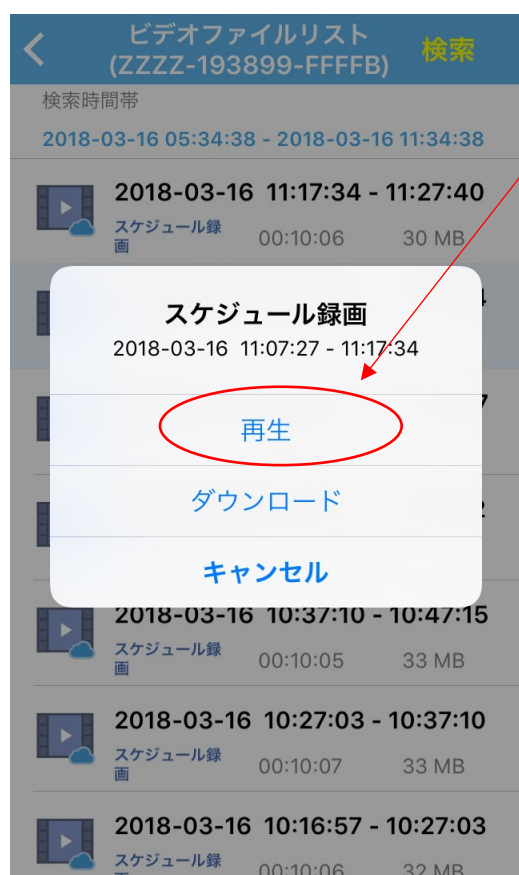 ビデオファイルリスト
(ZZZZ-193899-FFFFB)
検索
検索時間帯
2018-03-16 05:34:38 - 2018-03-16 11:34:38
2018-03-16 11:17:34 - 11:27:40
スケジュール録
画
00:10:06 30 MB
4
スケジュール録画
2018-03-16 11:07:27 - 11:17:34
7
再生
ダウンロード
2
キャンセル
2018-03-16 10:37:10 - 10:47:15
スケジュール録
画
00:10:05 33 MB
2018-03-16 10:27:03 - 10:37:10
スケジュール録
画
00:10:07 33 MB
2018-03-16 10:16:57 - 10:27:03
スケジュール録
00:10:06 32 MB